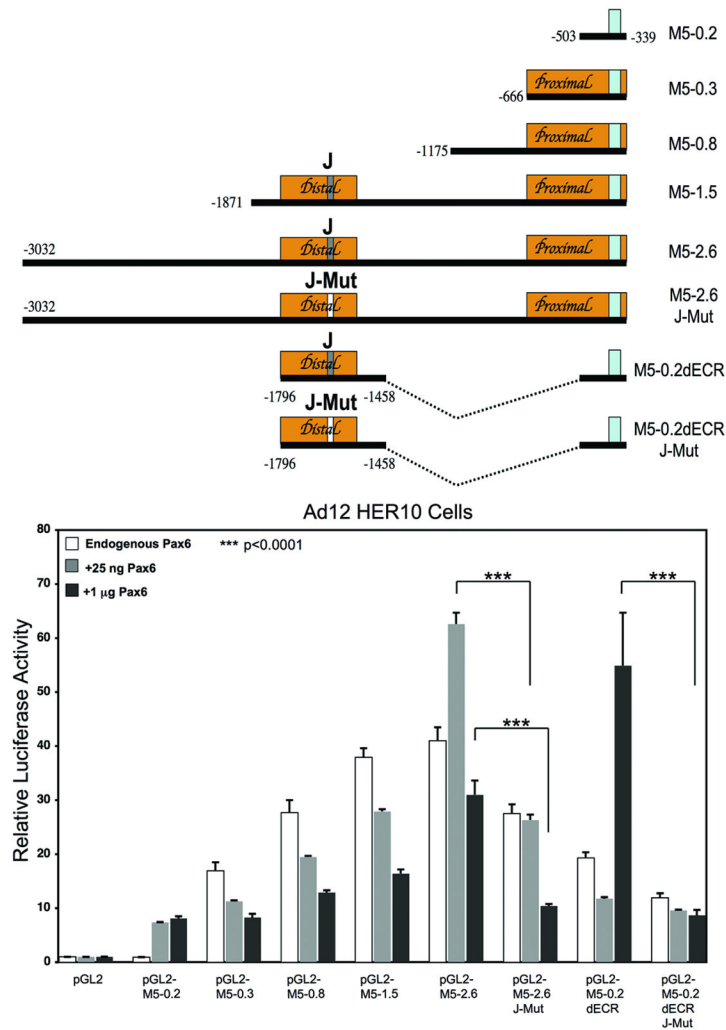 -503 -339 M5-0.2
Proximal
-666 M5-0.3
Proximal
-1175 M5-0.8
J
Distal Proximal
-1871 M5-1.5
J
-3032 Distal Proximal M5-2.6
J-Mut
-3032 Distal Proximal M5-2.6
J-Mut
J
Distal M5-0.2dECR
-1796 -1458
J-Mut
Distal M5-0.2dECR
J-Mut
-1796 -1458
Ad12 HER10 Cells
80
70
60
50
40
30
20
10
0
Relative Luciferase Activity
Endogenous Pax6 *** p<0.0001
+25 ng Pax6
+1 μg Pax6
***
***
***
pGL2
pGL2-
M5-0.2
pGL2-
M5-0.3
pGL2-
M5-0.8
pGL2-
M5-1.5
pGL2-
M5-2.6
pGL2-
M5-2.6
J-Mut
pGL2-
M5-0.2
dECR
pGL2-
M5-0.2
dECR
J-Mut